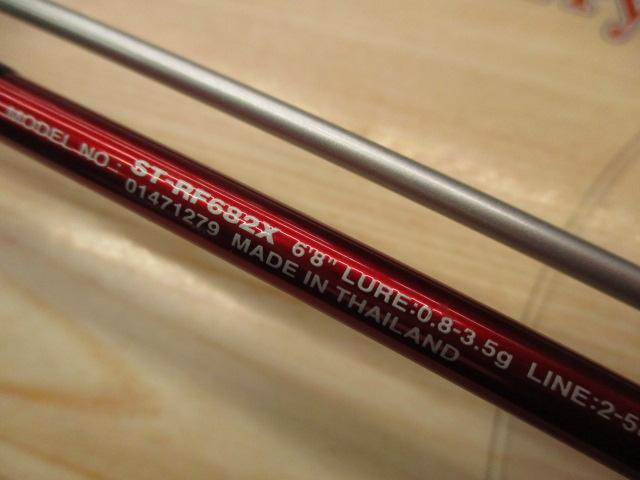 MODEL NO.: ST-RF682X 6'8" LURE:0.8-3.5g LINE:2-5
01471279 MADE IN THAILAND